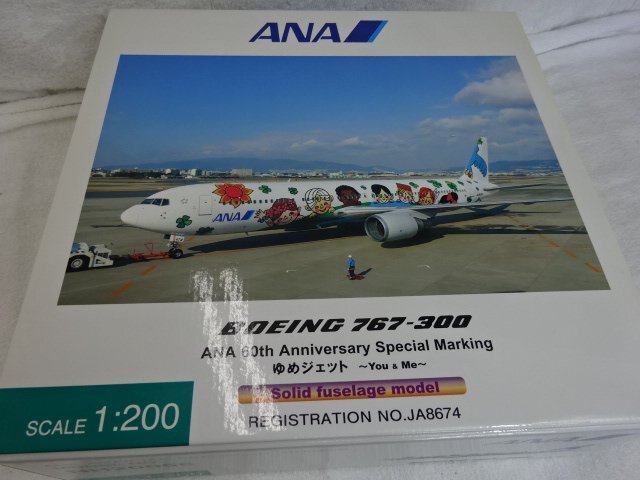 ANA
ANA
BOEING 767-300
ANA 60th Anniversary Special Marking
ゆめジェット ~You & Me~
Solid fuselage model
SCALE 1:200
REGISTRATION NO.JA8674